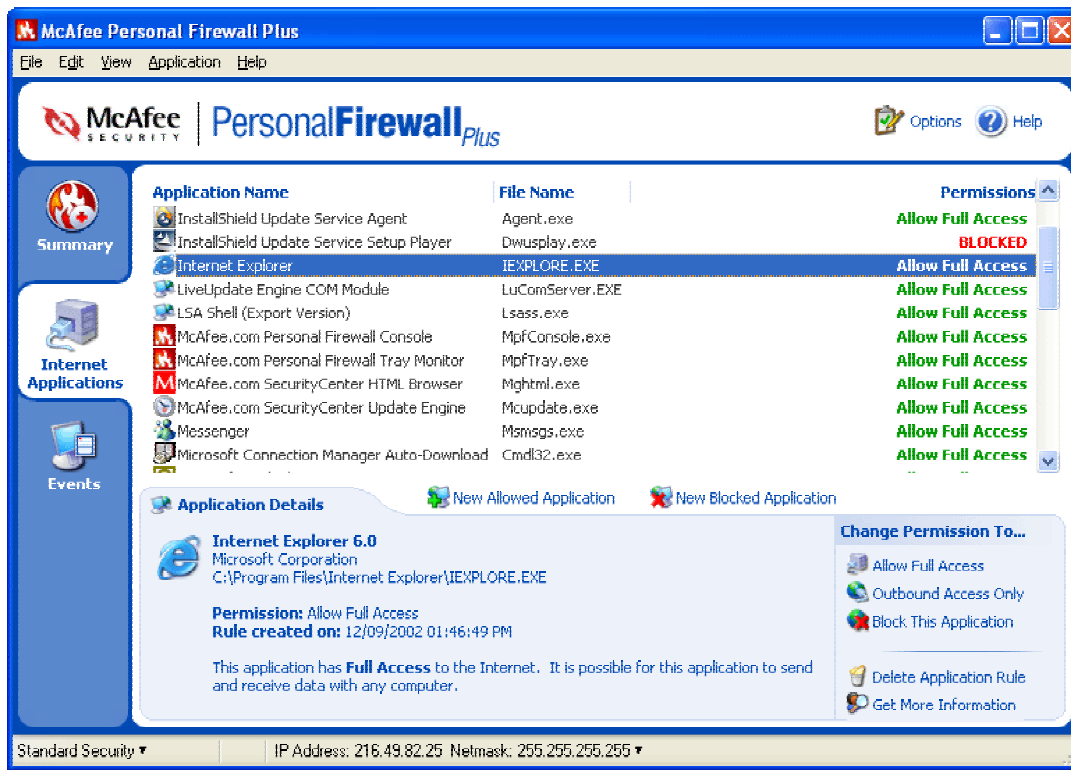 McAfee Personal Firewall Plus
File Edit View Application Help
McAfee SECURITY PersonalFirewall Plus Options Help
Summary
Internet Applications
Events
Application Name File Name Permissions
InstallShield Update Service Agent Agent.exe Allow Full Access
InstallShield Update Service Setup Player Dwusplay.exe BLOCKED
Internet Explorer IEXPLORE.EXE Allow Full Access
LiveUpdate Engine COM Module LuComServer.EXE Allow Full Access
LSA Shell (Export Version) Lsass.exe Allow Full Access
McAfee.com Personal Firewall Console MpfConsole.exe Allow Full Access
McAfee.com Personal Firewall Tray Monitor MpfTray.exe Allow Full Access
McAfee.com SecurityCenter HTML Browser Mghtml.exe Allow Full Access
McAfee.com SecurityCenter Update Engine Mcupdate.exe Allow Full Access
Messenger Msmsgs.exe Allow Full Access
Microsoft Connection Manager Auto-Download Cmdl32.exe Allow Full Access
Application Details New Allowed Application New Blocked Application
Internet Explorer 6.0
Microsoft Corporation
C:\Program Files\Internet Explorer\IEXPLORE.EXE
Permission: Allow Full Access
Rule created on: 12/09/2002 01:46:49 PM
This application has Full Access to the Internet. It is possible for this application to send
and receive data with any computer.
Change Permission To...
Allow Full Access
Outbound Access Only
Block This Application
Delete Application Rule
Get More Information
Standard Security IP Address: 216.49.82.25 Netmask: 255.255.255.255